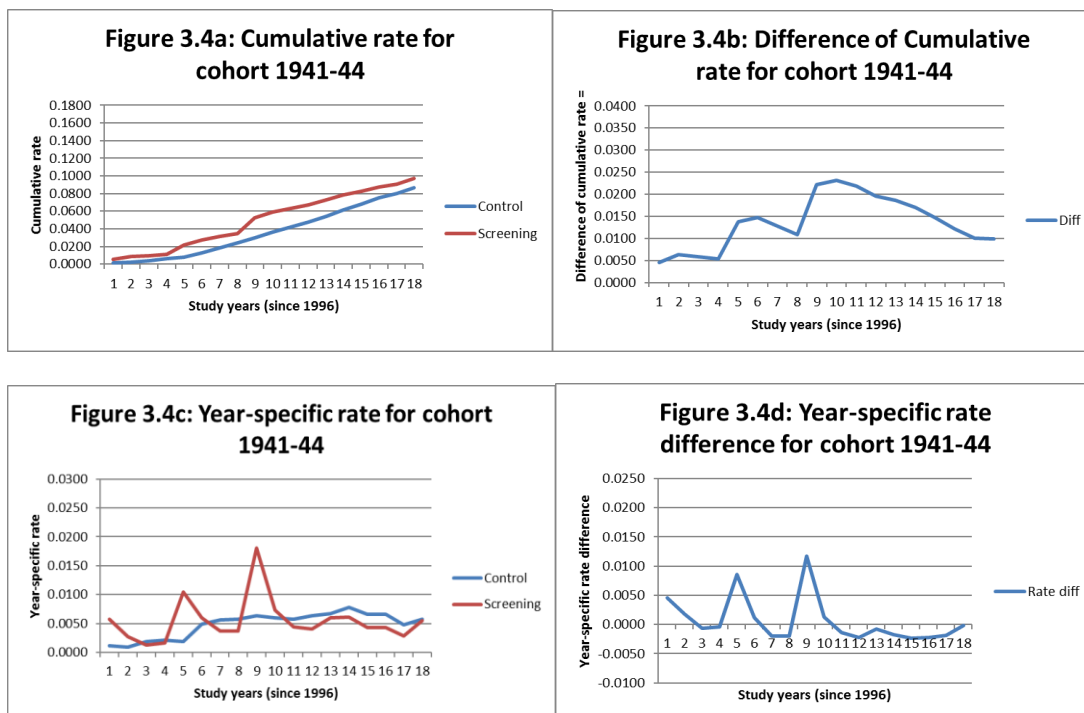 Figure 3.4a: Cumulative rate for
cohort 1941-44
Cumulative rate
0.1800
0.1600
0.1400
0.1200
0.1000
0.0800
0.0600
0.0400
0.0200
0.0000
1 2 3 4 5 6 7 8 9 10 11 12 13 14 15 16 17 18
Study years (since 1996)
Control
Screening
Figure 3.4b: Difference of Cumulative
rate for cohort 1941-44
Difference of cumulative rate =
0.0400
0.0350
0.0300
0.0250
0.0200
0.0150
0.0100
0.0050
0.0000
1 2 3 4 5 6 7 8 9 10 11 12 13 14 15 16 17 18
Study years (since 1996)
Diff
Figure 3.4c: Year-specific rate for cohort
1941-44
Year-specific rate
0.0300
0.0250
0.0200
0.0150
0.0100
0.0050
0.0000
1 2 3 4 5 6 7 8 9 10 11 12 13 14 15 16 17 18
Study years (since 1996)
Control
Screening
Figure 3.4d: Year-specific rate
difference for cohort 1941-44
Year-specific rate difference
0.0250
0.0200
0.0150
0.0100
0.0050
0.0000
-0.0050
-0.0100
1 2 3 4 5 6 7 8 9 10 11 12 13 14 15 16 17 18
Study years (since 1996)
Rate diff